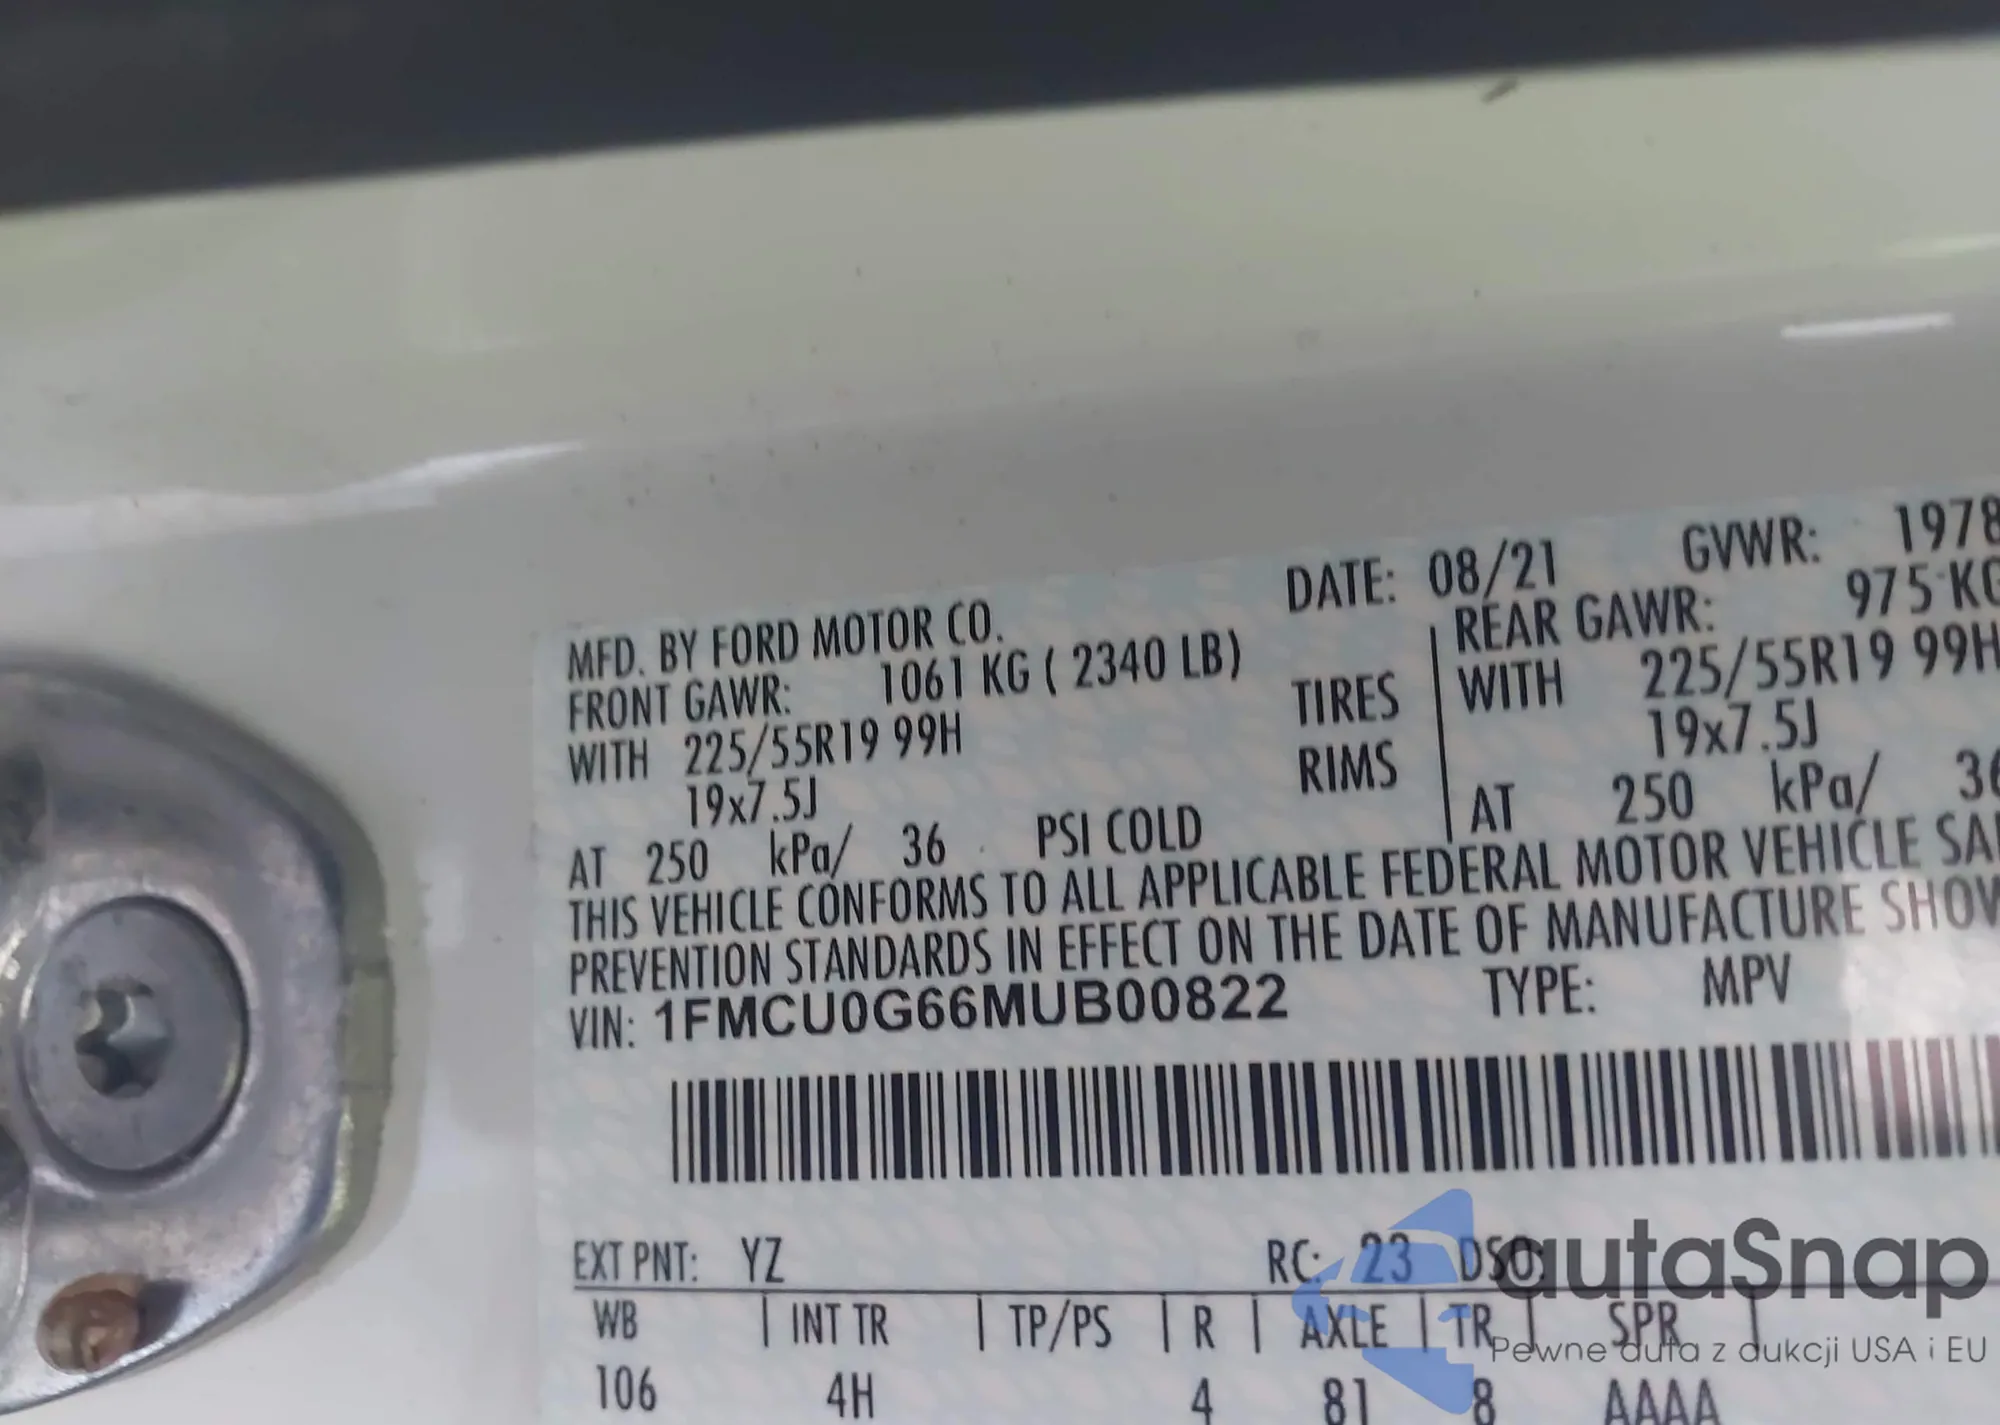 MFD. BY FORD MOTOR CO. DATE: 08/21 GVWR: 1978
FRONT GAWR: 1061 KG ( 2340 LB) REAR GAWR: 975 KG
WITH 225/55R19 99H TIRES WITH 225/55R19 99H
19x7.5J RIMS 19x7.5J
AT 250 kPa/ 36 PSI COLD AT 250 kPa/ 36
THIS VEHICLE CONFORMS TO ALL APPLICABLE FEDERAL MOTOR VEHICLE SA
PREVENTION STANDARDS IN EFFECT ON THE DATE OF MANUFACTURE SHOW
VIN: 1FMCU0G66MUB00822 TYPE: MPV
EXT PNT: YZ RC: 23 DSO:
WB INT TR TP/PS R AXLE TR SPR
106 4H 4 81 8 AAAA
autaSnap
Pewne auta z aukcji USA i EU